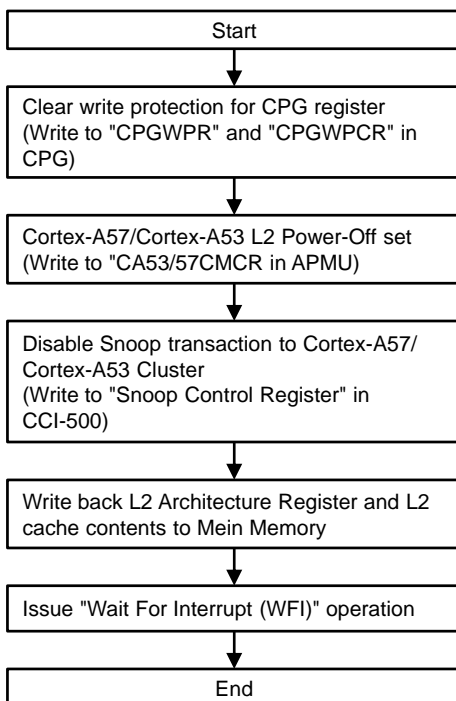 Start
Clear write protection for CPG register
(Write to "CPGWPR" and "CPGWPCR" in
CPG)
Cortex-A57/Cortex-A53 L2 Power-Off set
(Write to "CA53/57CMCR in APMU)
Disable Snoop transaction to Cortex-A57/
Cortex-A53 Cluster
(Write to "Snoop Control Register" in
CCI-500)
Write back L2 Architecture Register and L2
cache contents to Mein Memory
Issue "Wait For Interrupt (WFI)" operation
End